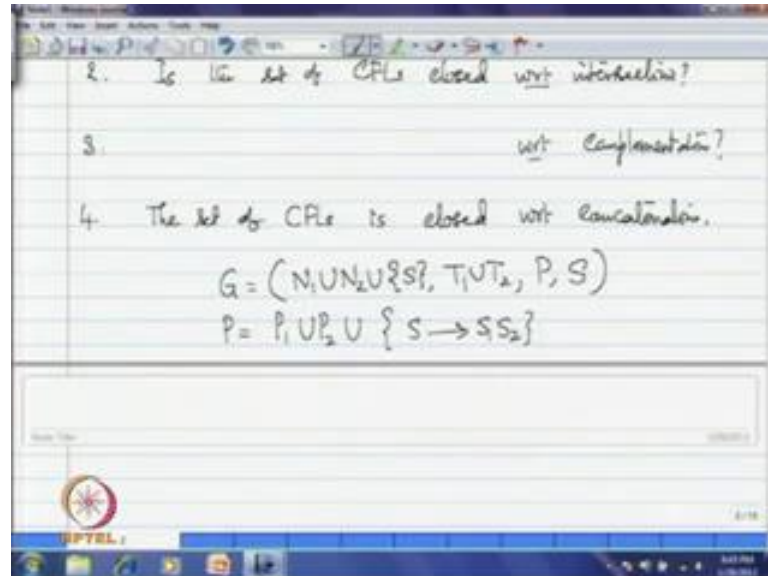 2. Is the set of CFLs closed wrt intersection?
3. wrt Complementation?
4. The set of CFLs is closed wrt Concatenation.
G = (N₁∪N₂∪{S}, T₁∪T₂, P, S)
P = P₁∪P₂∪ { S → S₁S₂}
NPTEL